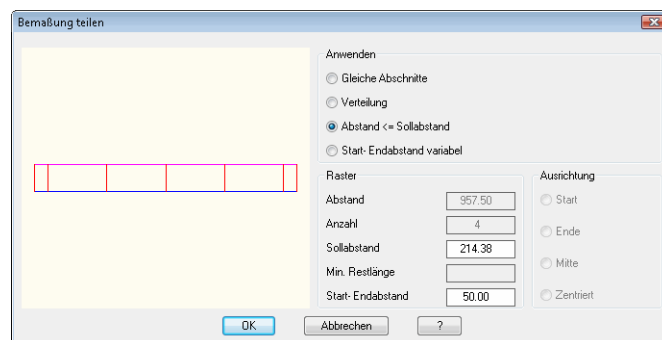 Bemaßung teilen
Anwenden
Gleiche Abschnitte
Verteilung
Abstand <= Sollabstand
Start- Endabstand variabel
Raster
Abstand 957.50
Anzahl 4
Sollabstand 214.38
Min. Restlänge
Start- Endabstand 50.00
Ausrichtung
Start
Ende
Mitte
Zentriert
OK Abbrechen ?